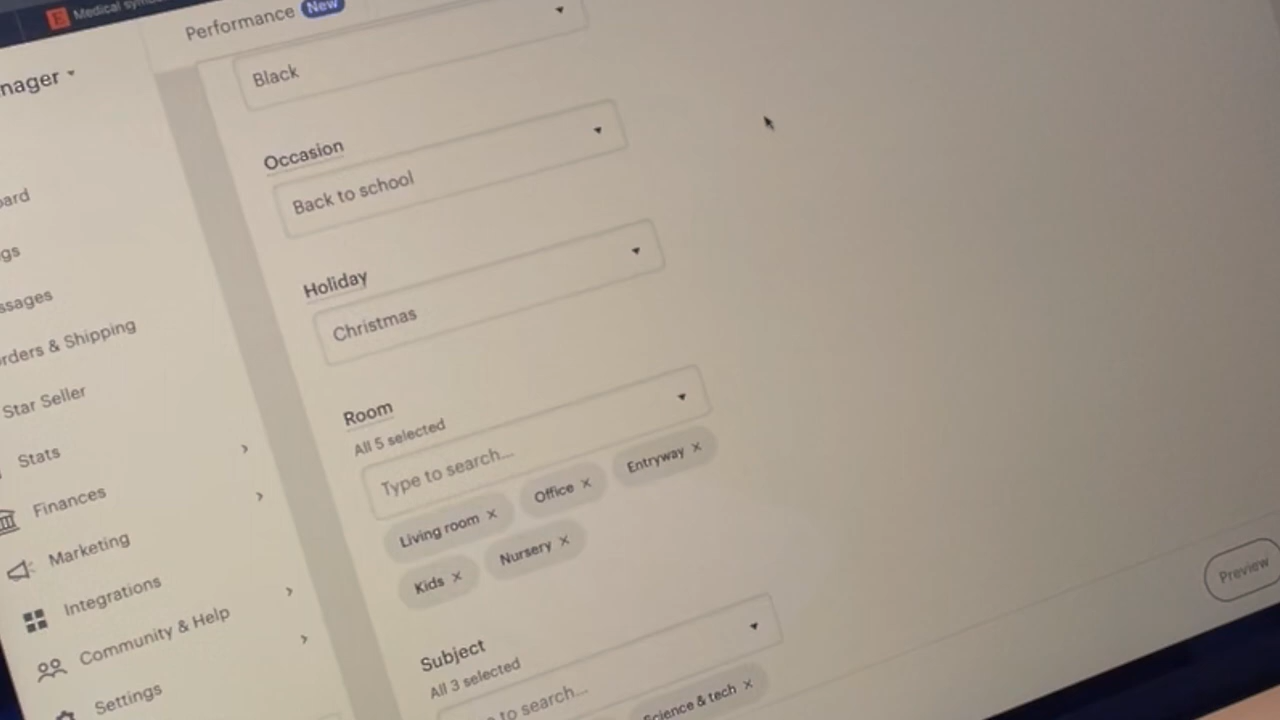 E Medical
Performance New
nager
Black
Occasion
Back to school
Holiday
Christmas
Room
All 5 selected
Type to search...
Living room × Office × Entryway ×
Kids × Nursery ×
Subject
All 3 selected
to search...
Science & tech ×
ard
gs
ssages
rders & Shipping
Star Seller
Stats
Finances
Marketing
Integrations
Community & Help
Settings
Preview